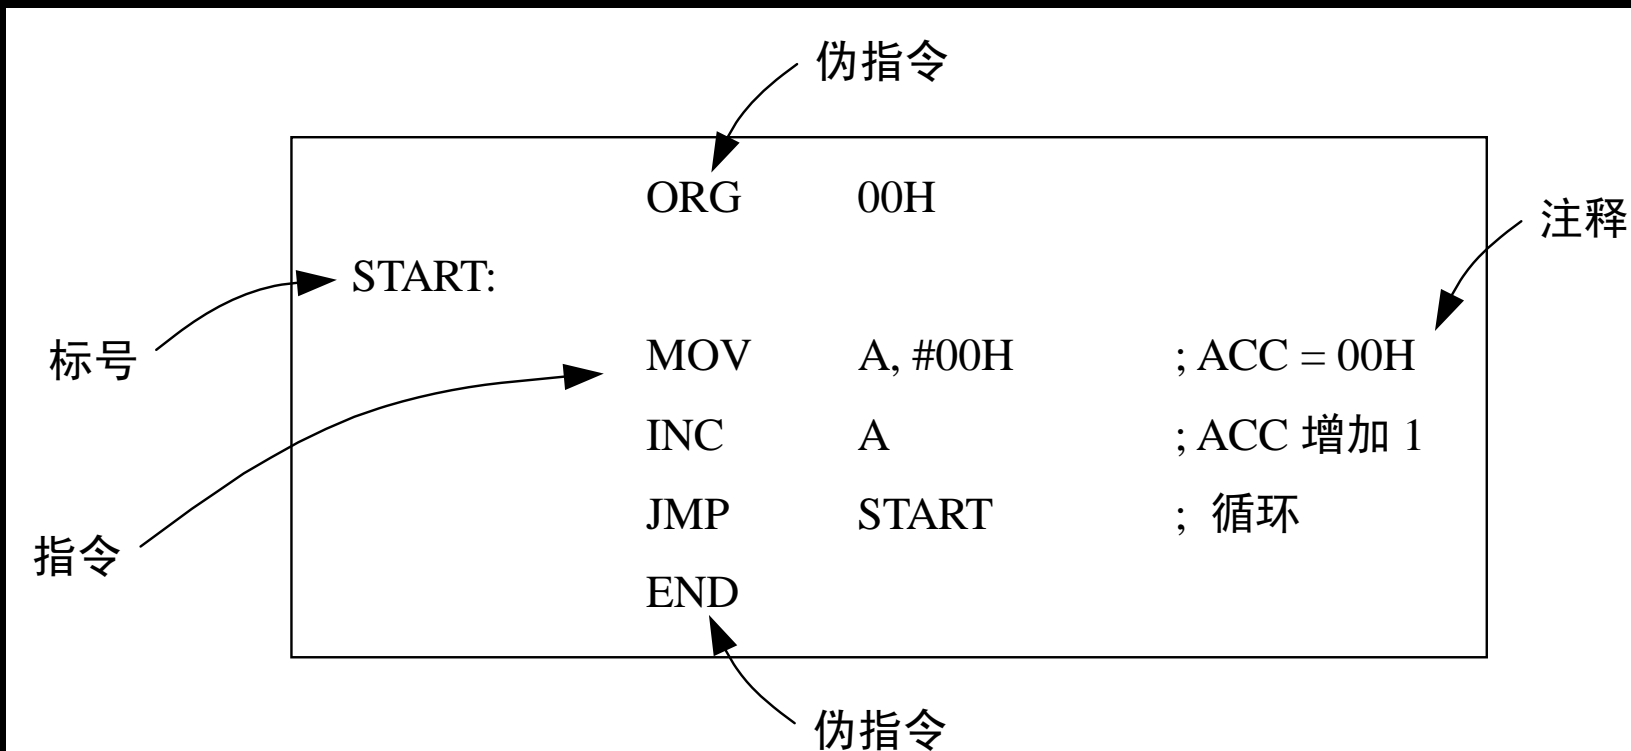 伪指令
ORG 00H
注释
START:
标号
MOV A, #00H ; ACC = 00H
INC A ; ACC 增加 1
JMP START ; 循环
指令
END
伪指令